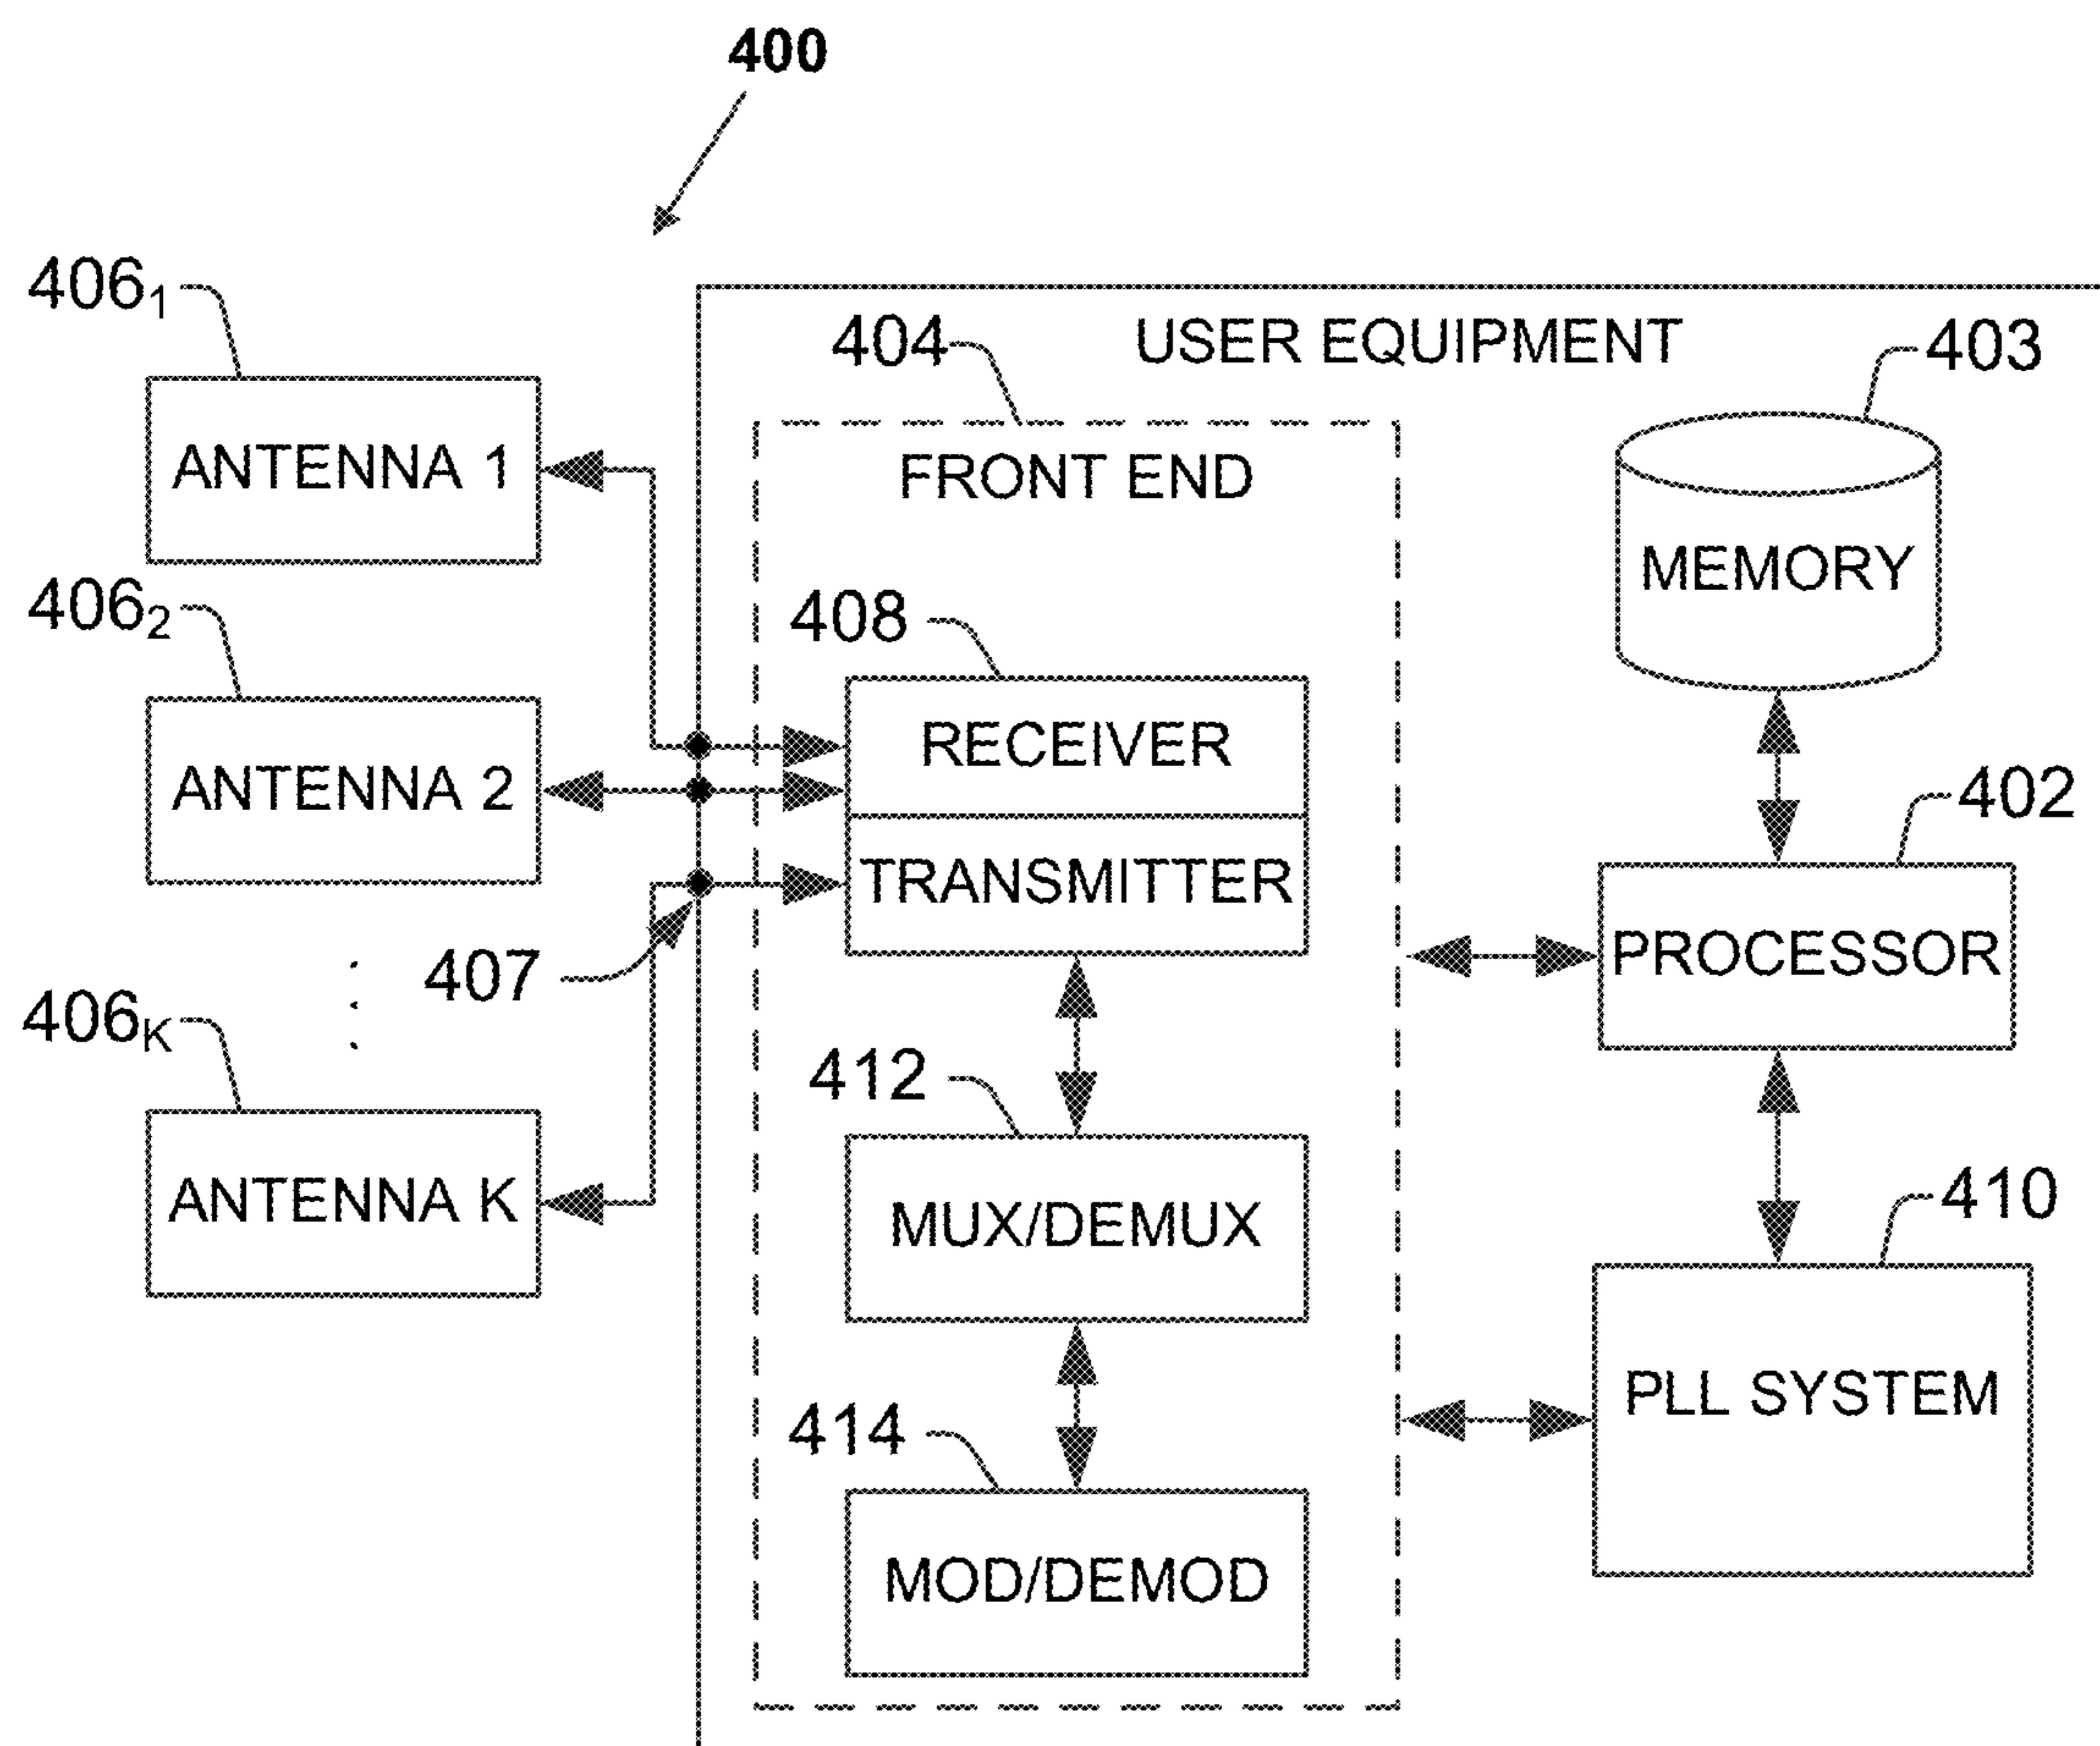 400
406₁
404
USER EQUIPMENT
403
ANTENNA 1
FRONT END
MEMORY
406₂
408
RECEIVER
ANTENNA 2
402
TRANSMITTER
PROCESSOR
407
406K
412
ANTENNA K
MUX/DEMUX
410
PLL SYSTEM
414
MOD/DEMOD